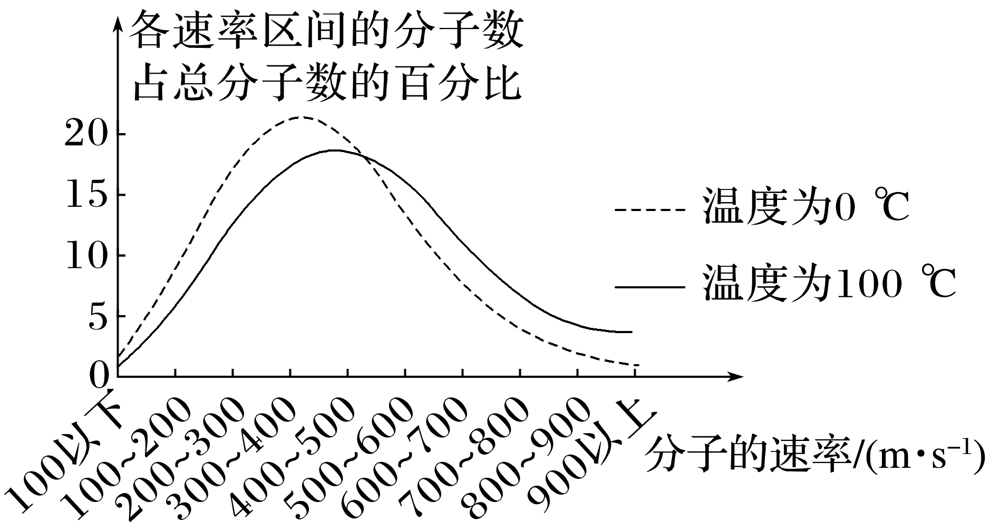 各速率区间的分子数
占总分子数的百分比
20
15
10
5
0
温度为0 ℃
温度为100 ℃
100以下
100~200
200~300
300~400
400~500
500~600
600~700
700~800
800~900
900以上
分子的速率/(m·s⁻¹)